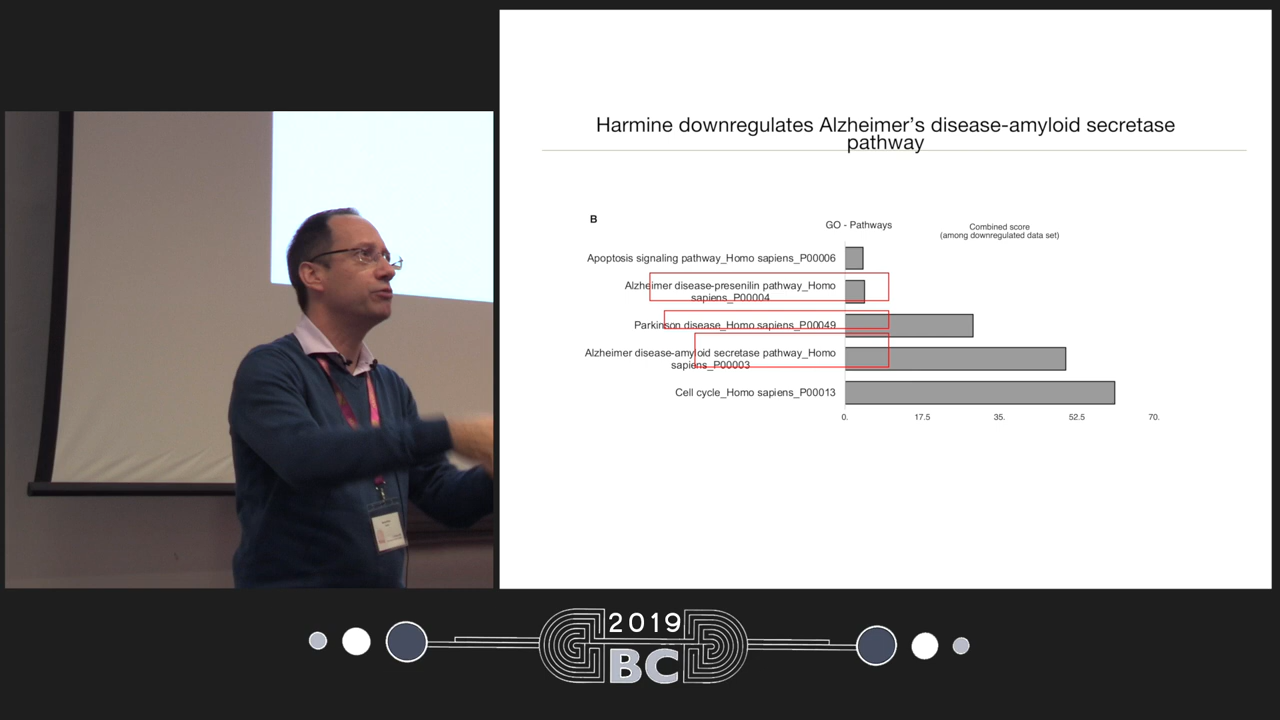 Harmine downregulates Alzheimer’s disease-amyloid secretase
pathway
B
GO - Pathways
Combined score
(among downregulated data set)
Apoptosis signaling pathway_Homo sapiens_P00006
Alzheimer disease-presenilin pathway_Homo
sapiens_P00004
Parkinson disease_Homo sapiens_P00049
Alzheimer disease-amyloid secretase pathway_Homo
sapiens_P00003
Cell cycle_Homo sapiens_P00013
0. 17.5 35. 52.5 70.
2019
BC